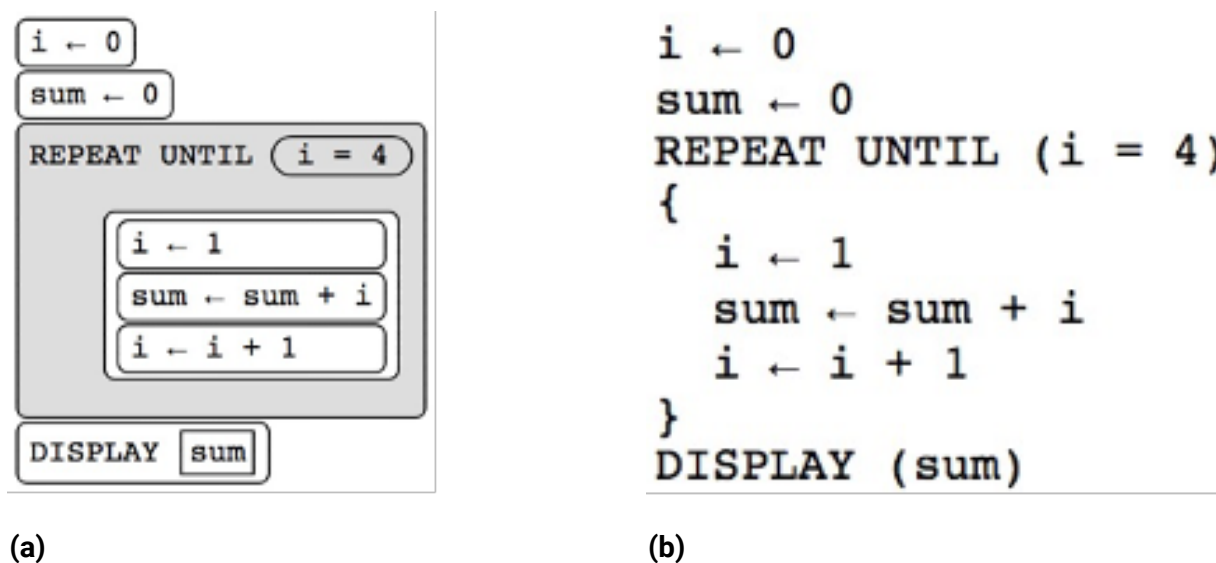 i ← 0
sum ← 0
REPEAT UNTIL ( i = 4 )
i ← 1
sum ← sum + i
i ← i + 1
DISPLAY sum
(a)
i ← 0
sum ← 0
REPEAT UNTIL (i = 4)
{
i ← 1
sum ← sum + i
i ← i + 1
}
DISPLAY (sum)
(b)